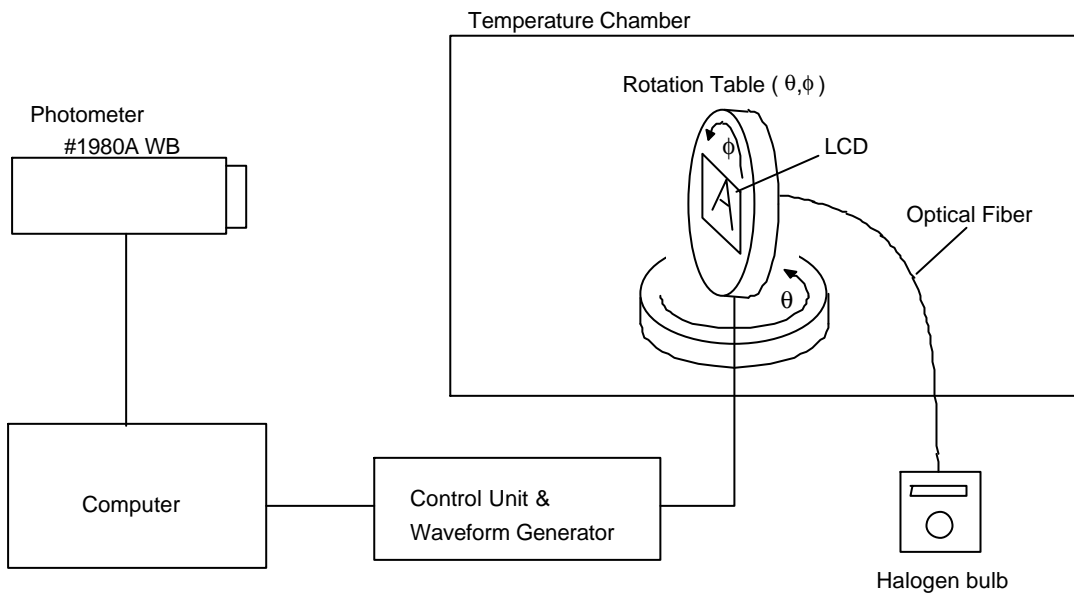 Temperature Chamber
Rotation Table ( θ,ϕ )
Photometer
#1980A WB
ϕ
LCD
A
Optical Fiber
θ
Computer
Control Unit &
Waveform Generator
Halogen bulb